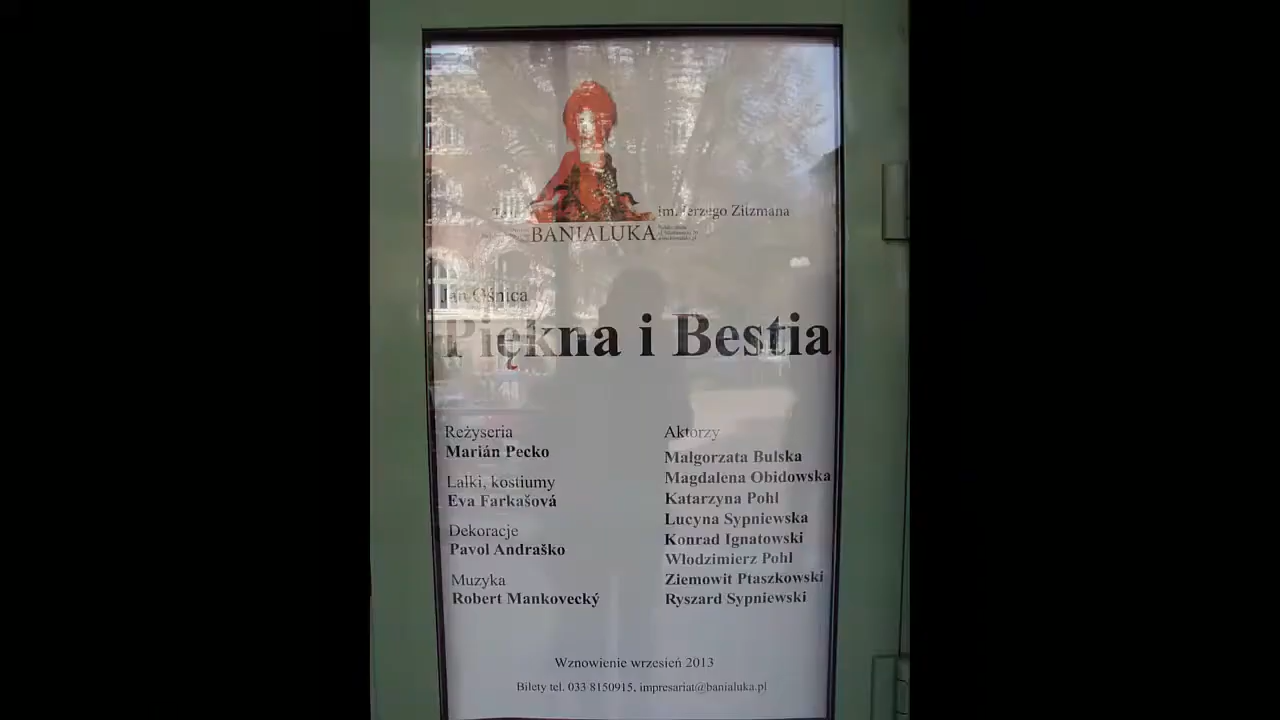 im. Jerzego Zitzmana
BANIALUKA
Jan Ośnica
Piękna i Bestia
Reżyseria
Marián Pecko
Lalki, kostiumy
Eva Farkašová
Dekoracje
Pavol Andraško
Muzyka
Robert Mankovecký
Aktorzy
Małgorzata Bulska
Magdalena Obidowska
Katarzyna Pohl
Lucyna Sypniewska
Konrad Ignatowski
Włodzimierz Pohl
Ziemowit Ptaszkowski
Ryszard Sypniewski
Wznowienie wrzesień 2013
Bilety tel. 033 8150915, impresariat@banialuka.pl